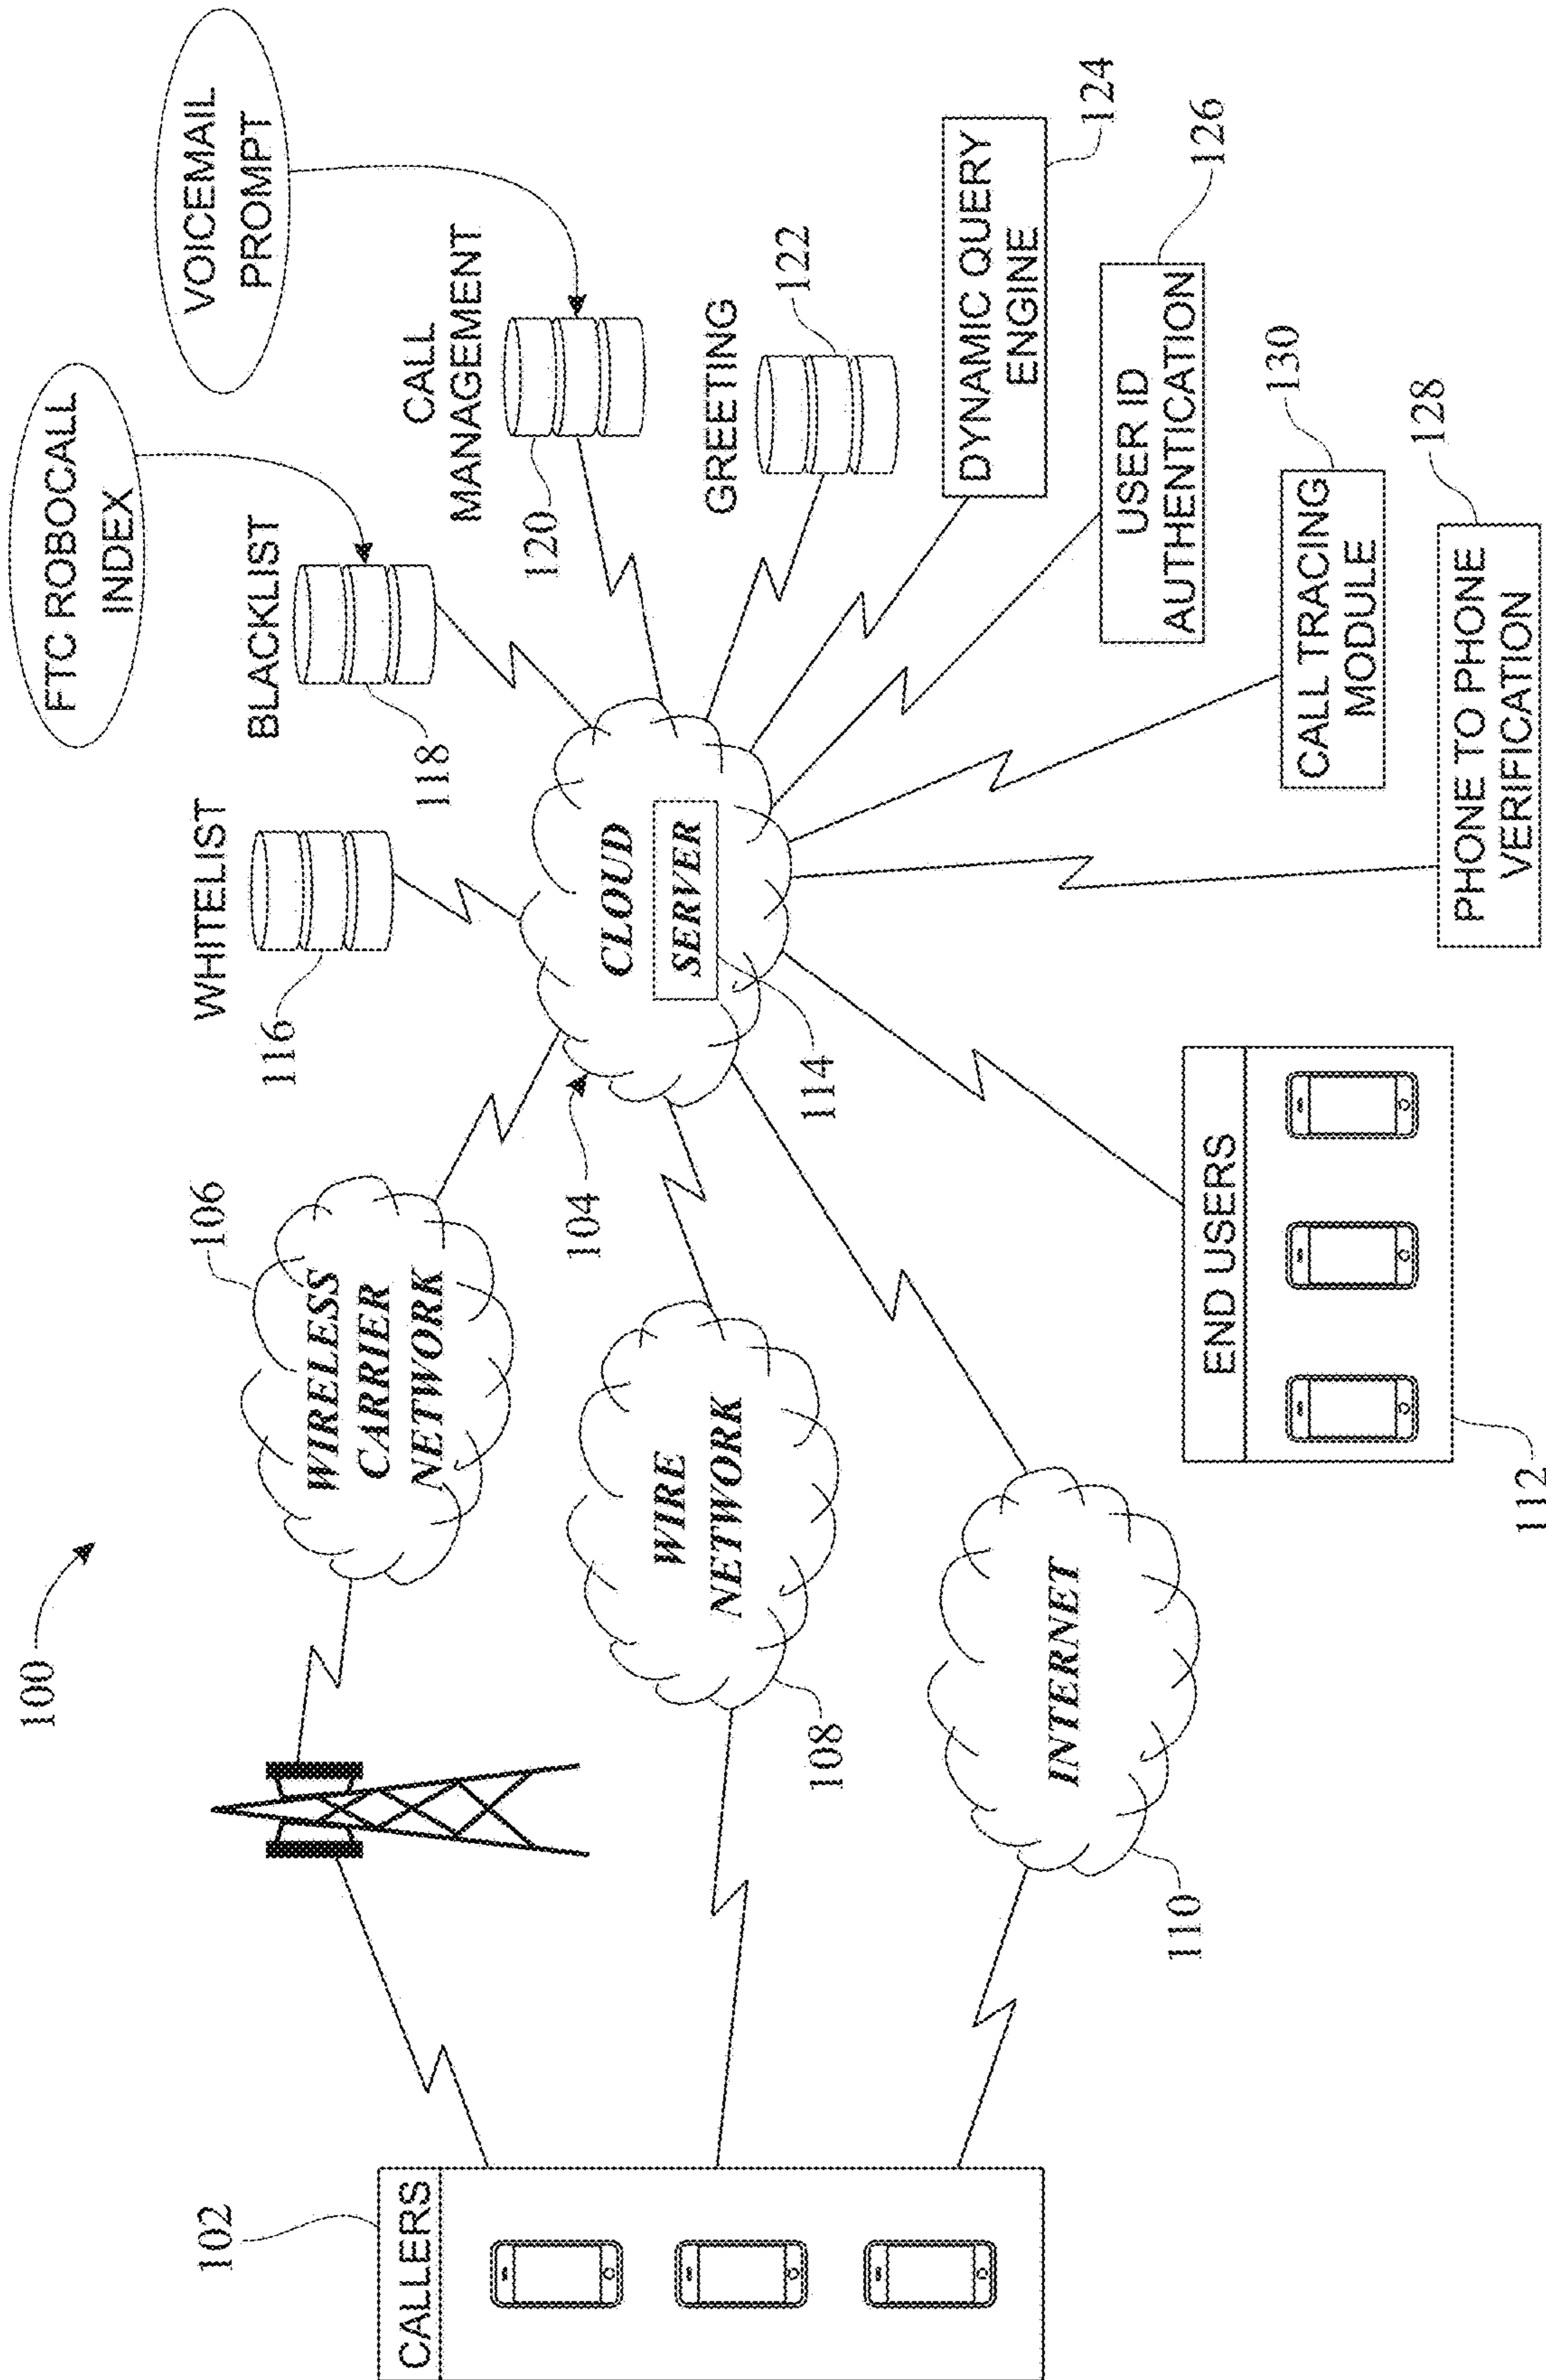 100
102
CALLERS
106
WIRELESS
CARRIER
NETWORK
WIRE
NETWORK
108
INTERNET
110
104
CLOUD
SERVER
114
END USERS
112
WHITELIST
116
FTC ROBOCALL
INDEX
BLACKLIST
118
VOICEMAIL
PROMPT
CALL
MANAGEMENT
120
GREETING
122
DYNAMIC QUERY
ENGINE
124
USER ID
AUTHENTICATION
126
CALL TRACING
MODULE
130
PHONE TO PHONE
VERIFICATION
128